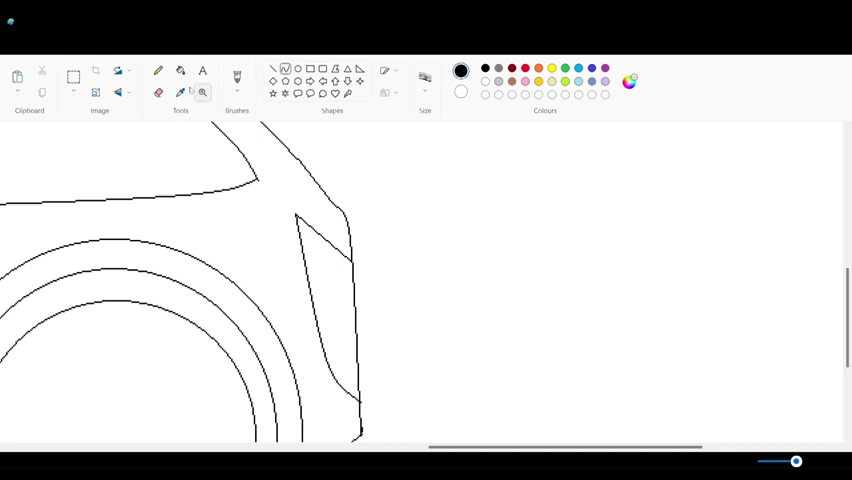 A
Clipboard
Image
Tools
Brushes
Shapes
Size
Colours